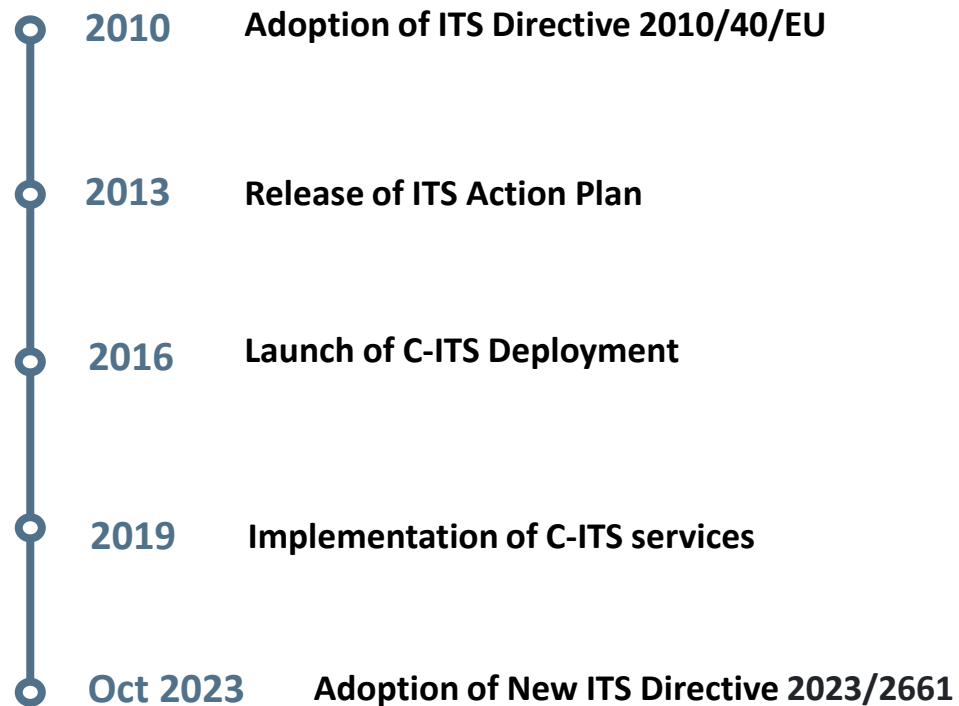 2010 Adoption of ITS Directive 2010/40/EU
2013 Release of ITS Action Plan
2016 Launch of C-ITS Deployment
2019 Implementation of C-ITS services
Oct 2023 Adoption of New ITS Directive 2023/2661